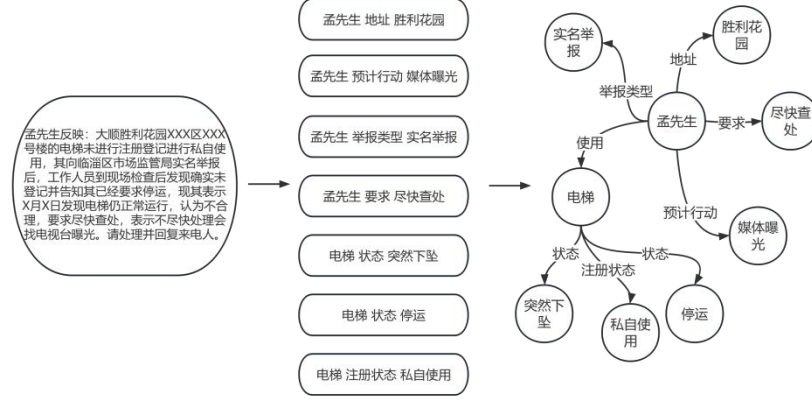 孟先生反映：大顺胜利花园XXX区XXX
号楼的电梯未进行注册登记进行私自使
用，其向临淄区市场监管局实名举报
后，工作人员到现场检查后发现确实未
登记并告知其已经要求停运，现其表示
X月X日发现电梯仍正常运行，认为不合
理，要求尽快查处，表示不尽快处理会
找电视台曝光。请处理并回复来电人。
孟先生 地址 胜利花园
孟先生 预计行动 媒体曝光
孟先生 举报类型 实名举报
孟先生 要求 尽快查处
电梯 状态 突然下坠
电梯 状态 停运
电梯 注册状态 私自使用
实名举
报
胜利花
园
地址
举报类型
孟先生
要求
尽快查
处
使用
电梯
预计行动
媒体曝
光
状态
注册状态
状态
突然下
坠
私自使
用
停运